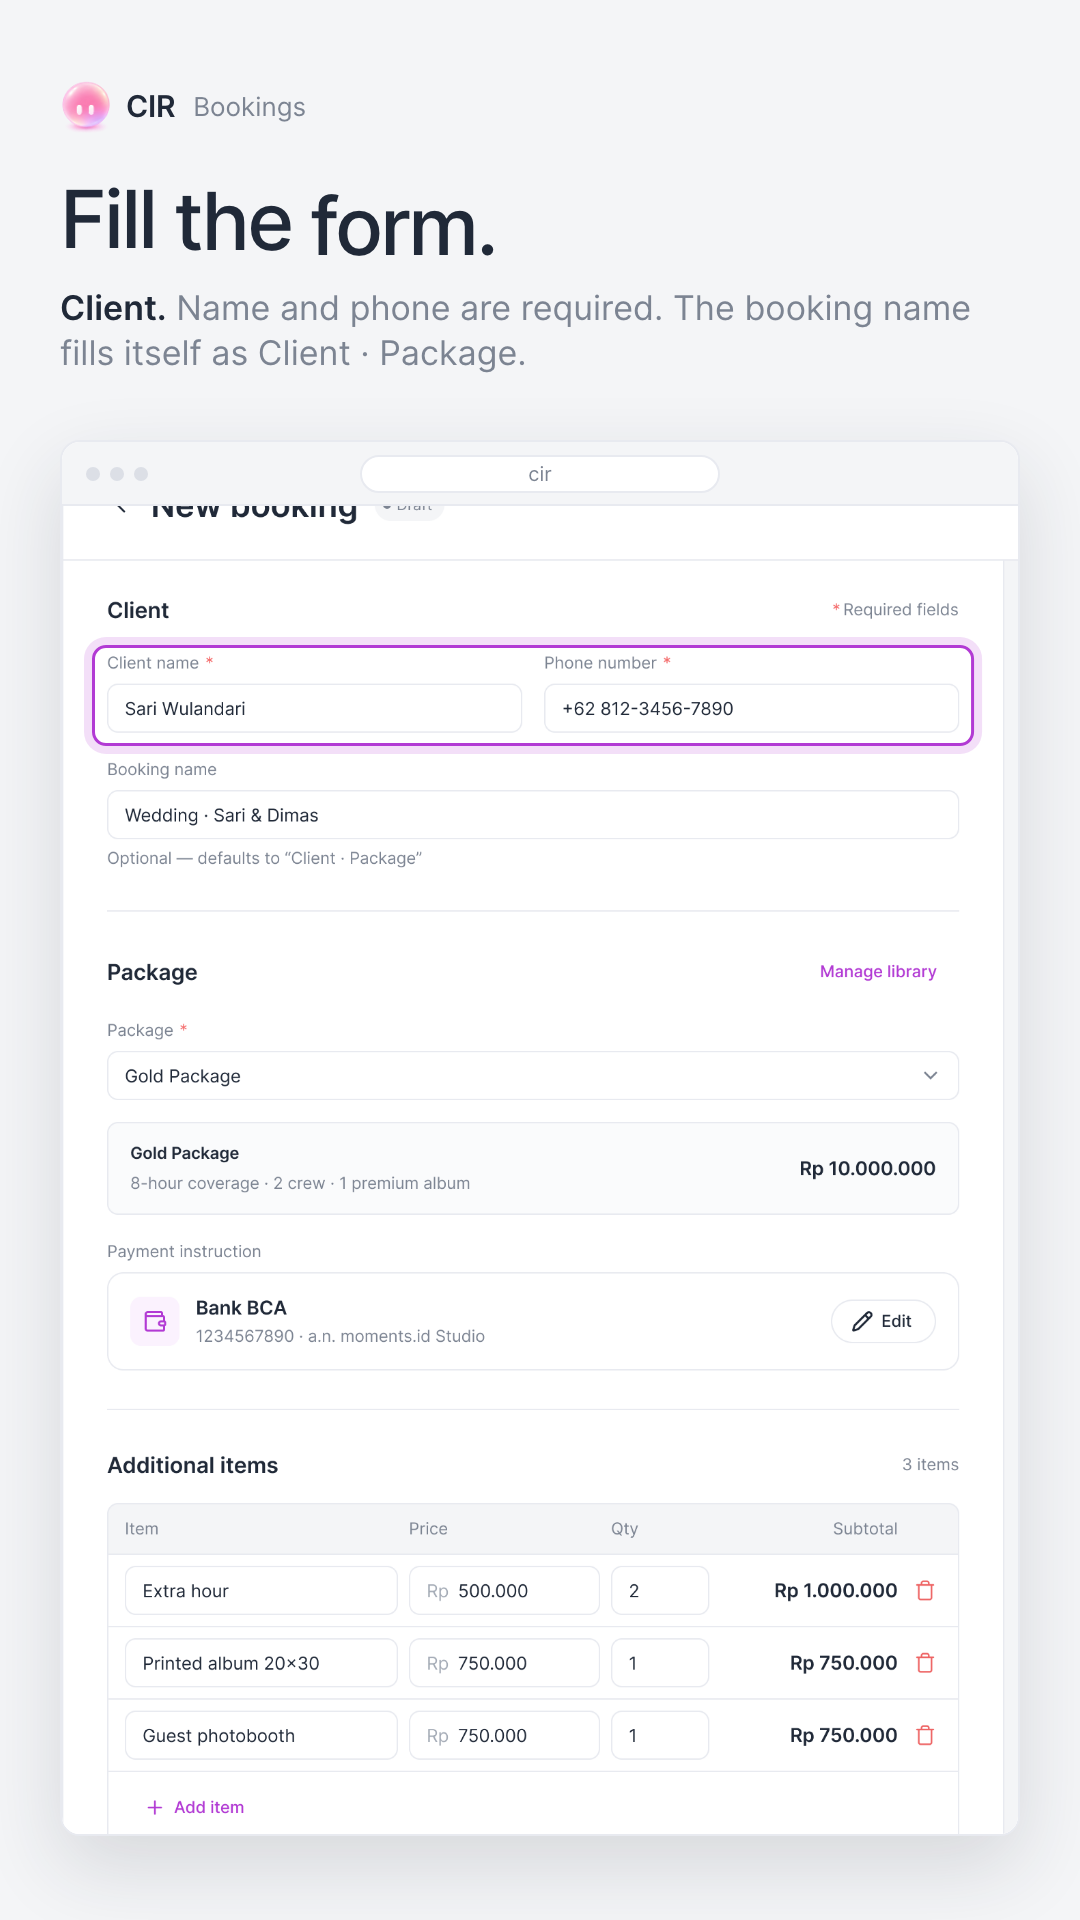 CIR Bookings
Fill the form.
Client. Name and phone are required. The booking name
fills itself as Client · Package.
cir
New booking Draft
Client * Required fields
Client name * Phone number *
Sari Wulandari +62 812-3456-7890
Booking name
Wedding · Sari & Dimas
Optional — defaults to “Client · Package”
Package Manage library
Package *
Gold Package
Gold Package
8-hour coverage · 2 crew · 1 premium album
Rp 10.000.000
Payment instruction
Bank BCA
1234567890 · a.n. moments.id Studio
Edit
Additional items 3 items
Item Price Qty Subtotal
Extra hour Rp 500.000 2 Rp 1.000.000
Printed album 20×30 Rp 750.000 1 Rp 750.000
Guest photobooth Rp 750.000 1 Rp 750.000
+ Add item